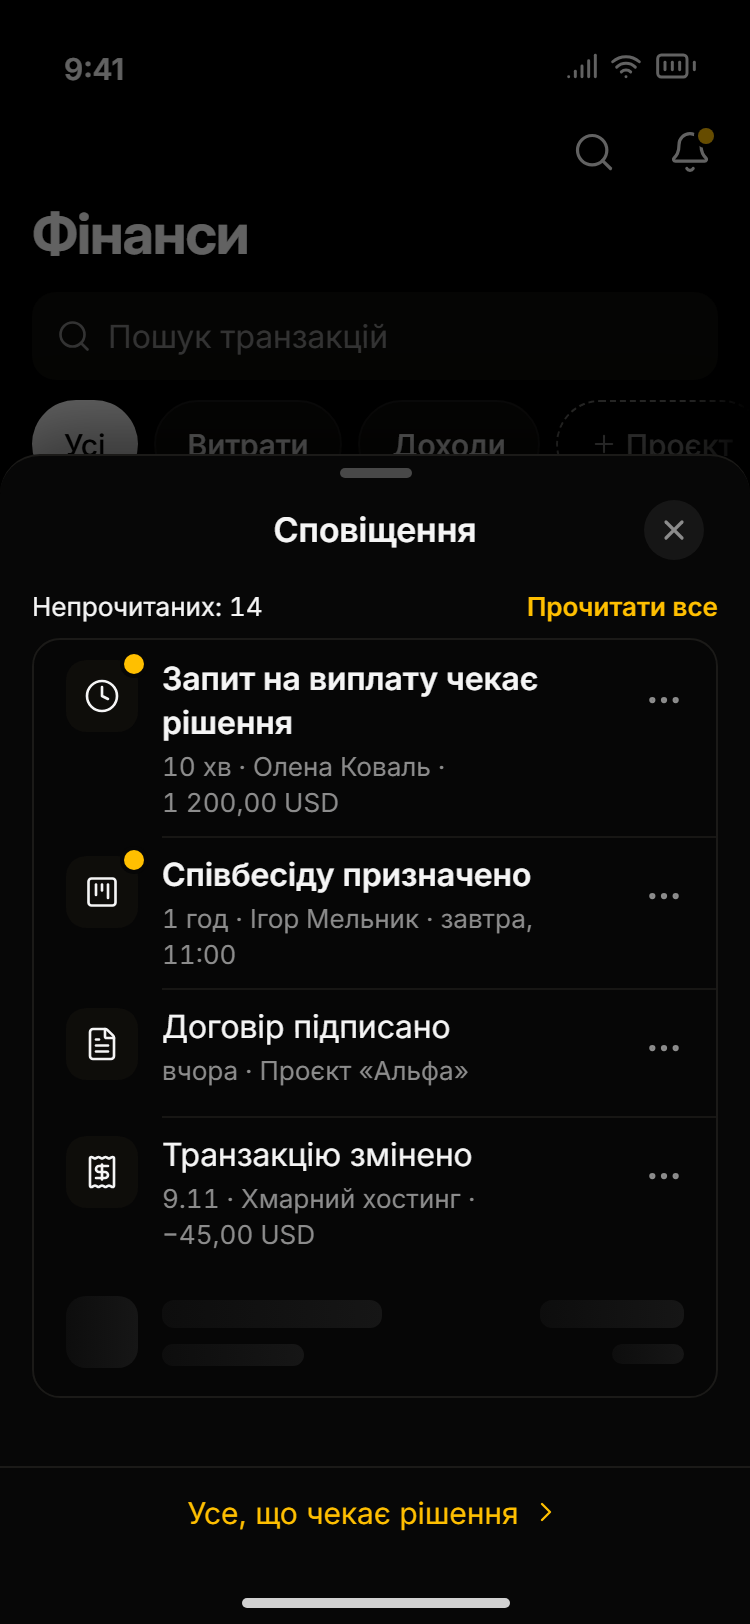 9:41
Фінанси
Пошук транзакцій
Усі Витрати Доходи + Проєкт
Сповіщення
Непрочитаних: 14 Прочитати все
Запит на виплату чекає
рішення
10 хв · Олена Коваль ·
1 200,00 USD
Співбесіду призначено
1 год · Ігор Мельник · завтра,
11:00
Договір підписано
вчора · Проєкт «Альфа»
Транзакцію змінено
9.11 · Хмарний хостинг ·
−45,00 USD
Усе, що чекає рішення